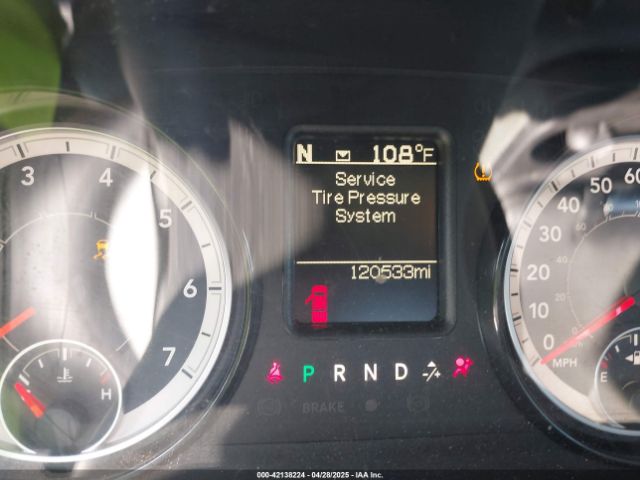 N 108°F
Service
Tire Pressure
System
120533mi
3 4 5 6 7
H
P R N D -/+
BRAKE
60
50
40
30
20
10
0
MPH
E
000-42138224 - 04/28/2025 - IAA Inc.